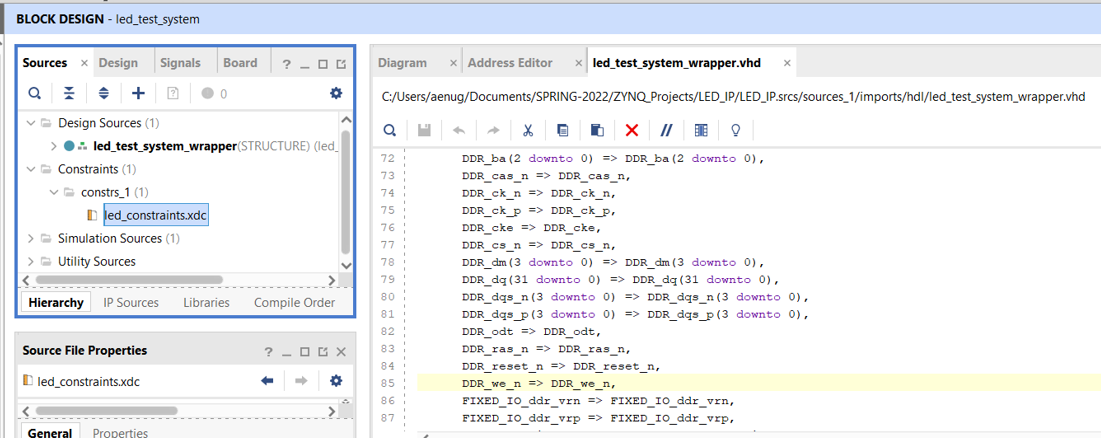 BLOCK DESIGN - led_test_system
Sources Design Signals Board
0
Design Sources (1)
led_test_system_wrapper(STRUCTURE) (led_
Constraints (1)
constrs_1 (1)
led_constraints.xdc
Simulation Sources (1)
Utility Sources
Hierarchy IP Sources Libraries Compile Order
Source File Properties
led_constraints.xdc
General Properties
Diagram Address Editor led_test_system_wrapper.vhd
C:/Users/aenug/Documents/SPRING-2022/ZYNQ_Projects/LED_IP/LED_IP.srcs/sources_1/imports/hdl/led_test_system_wrapper.vhd
72 DDR_ba(2 downto 0) => DDR_ba(2 downto 0),
73 DDR_cas_n => DDR_cas_n,
74 DDR_ck_n => DDR_ck_n,
75 DDR_ck_p => DDR_ck_p,
76 DDR_cke => DDR_cke,
77 DDR_cs_n => DDR_cs_n,
78 DDR_dm(3 downto 0) => DDR_dm(3 downto 0),
79 DDR_dq(31 downto 0) => DDR_dq(31 downto 0),
80 DDR_dqs_n(3 downto 0) => DDR_dqs_n(3 downto 0),
81 DDR_dqs_p(3 downto 0) => DDR_dqs_p(3 downto 0),
82 DDR_odt => DDR_odt,
83 DDR_ras_n => DDR_ras_n,
84 DDR_reset_n => DDR_reset_n,
85 DDR_we_n => DDR_we_n,
86 FIXED_IO_ddr_vrn => FIXED_IO_ddr_vrn,
87 FIXED_IO_ddr_vrp => FIXED_IO_ddr_vrp,